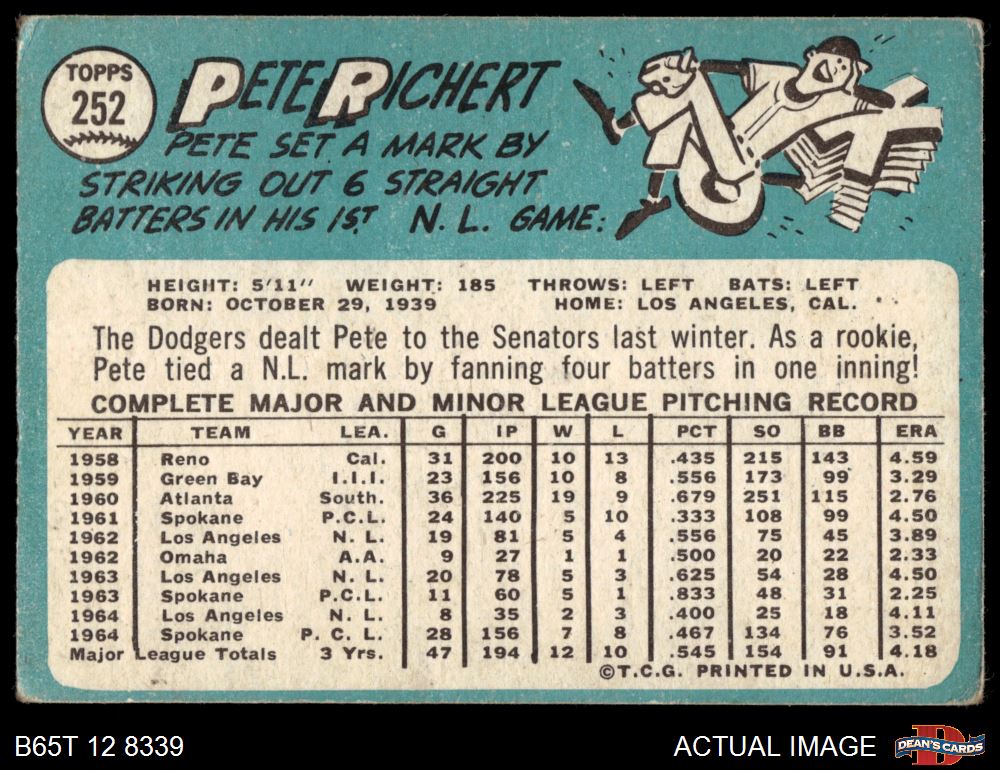 TOPPS
252
PETE RICHERT
PETE SET A MARK BY
STRIKING OUT 6 STRAIGHT
BATTERS IN HIS 1ST N.L. GAME:
K
HEIGHT: 5'11" WEIGHT: 185 THROWS: LEFT BATS: LEFT
BORN: OCTOBER 29, 1939 HOME: LOS ANGELES, CAL.
The Dodgers dealt Pete to the Senators last winter. As a rookie,
Pete tied a N.L. mark by fanning four batters in one inning!
COMPLETE MAJOR AND MINOR LEAGUE PITCHING RECORD
YEAR TEAM LEA. G IP W L PCT SO BB ERA
1958 Reno Cal. 31 200 10 13 .435 215 143 4.59
1959 Green Bay I.I.I. 23 156 10 8 .556 173 99 3.29
1960 Atlanta South. 36 225 19 9 .679 251 115 2.76
1961 Spokane P.C.L. 24 140 5 10 .333 108 99 4.50
1962 Los Angeles N. L. 19 81 5 4 .556 75 45 3.89
1962 Omaha A.A. 9 27 1 1 .500 20 22 2.33
1963 Los Angeles N. L. 20 78 5 3 .625 54 28 4.50
1963 Spokane P.C.L. 11 60 5 1 .833 48 31 2.25
1964 Los Angeles N. L. 8 35 2 3 .400 25 18 4.11
1964 Spokane P. C. L. 28 156 7 8 .467 134 76 3.52
Major League Totals 3 Yrs. 47 194 12 10 .545 154 91 4.18
©T.C.G. PRINTED IN U.S.A.
B65T 12 8339
ACTUAL IMAGE
DEAN'S CARDS